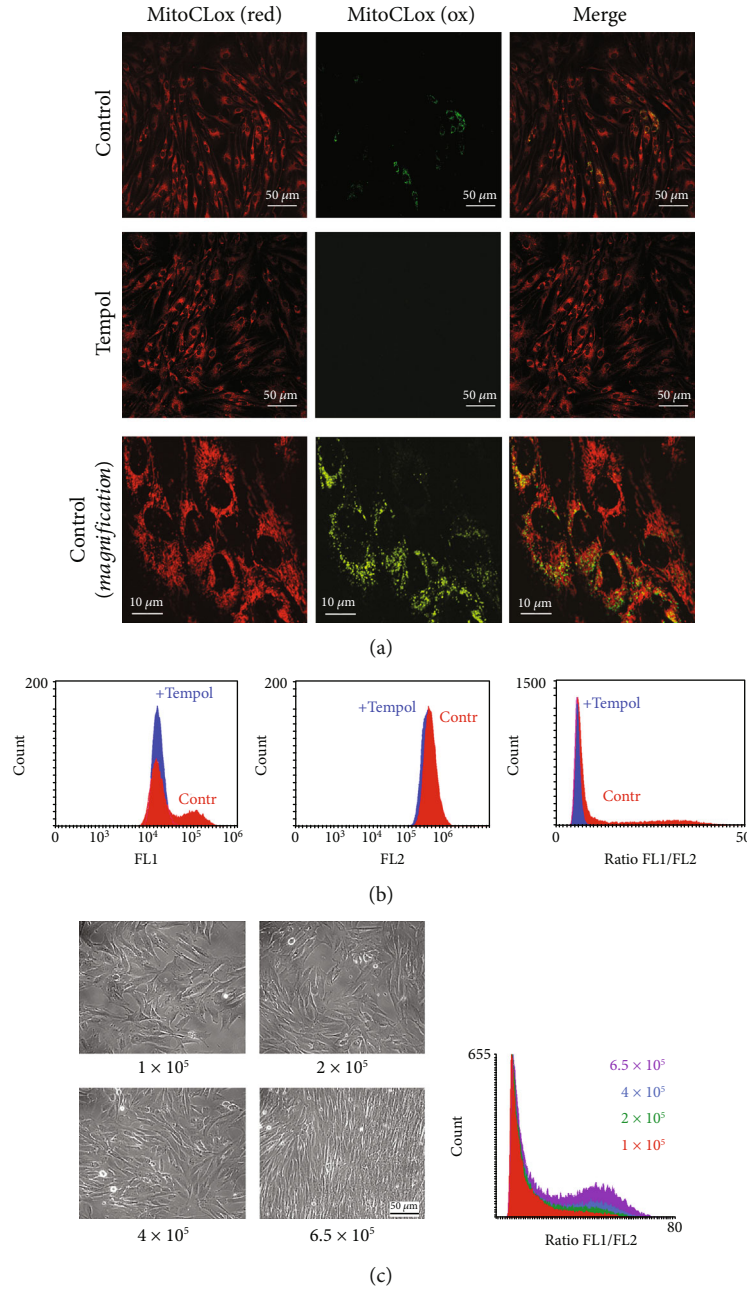 MitoCLox (red) MitoCLox (ox) Merge
Control
50 µm 50 µm 50 µm
Tempol
50 µm 50 µm 50 µm
Control
(magnification)
10 µm 10 µm 10 µm
(a)
200
+Tempol
Contr
Count
0 10³ 10⁴ 10⁵ 10⁶
FL1
200
+Tempol
Contr
Count
0 10³ 10⁴ 10⁵ 10⁶
FL2
1500
+Tempol
Contr
Count
0 50
Ratio FL1/FL2
(b)
1 × 10⁵ 2 × 10⁵
50 µm
4 × 10⁵ 6.5 × 10⁵
655
6.5 × 10⁵
4 × 10⁵
2 × 10⁵
1 × 10⁵
Count
80
Ratio FL1/FL2
(c)